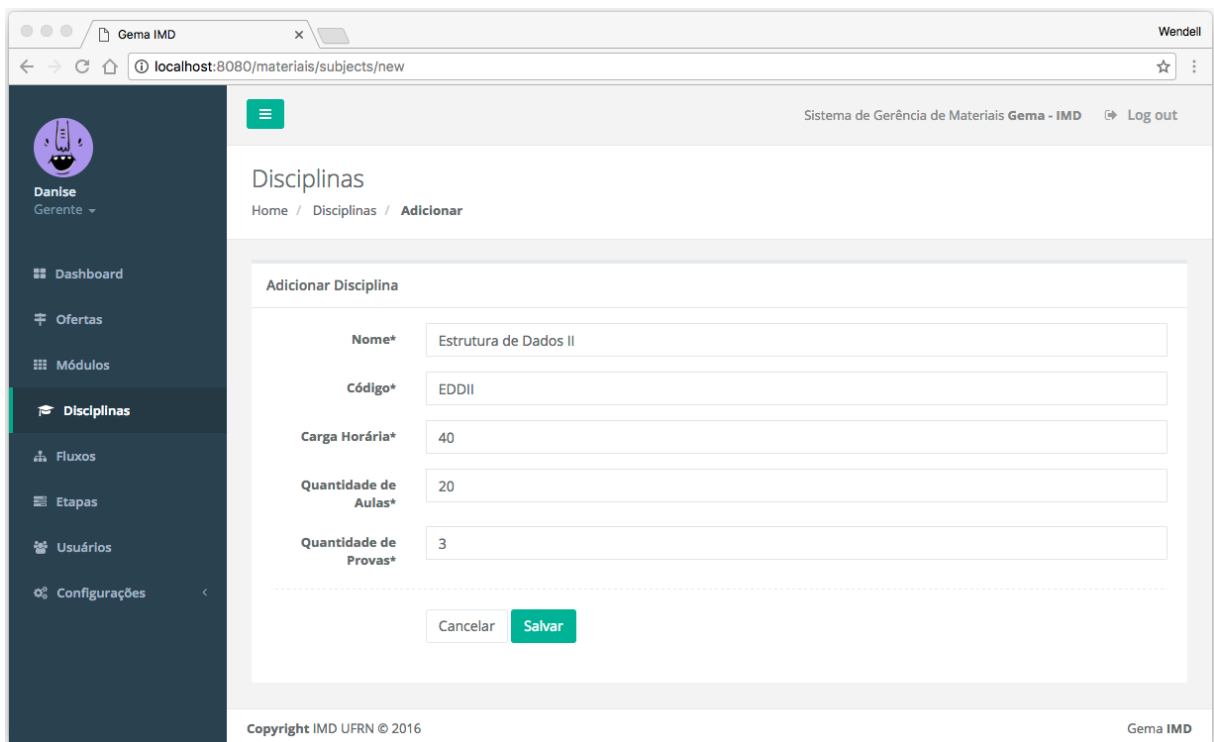 Gema IMD
Wendell
localhost:8080/materiais/subjects/new
Danise
Gerente
Dashboard
Ofertas
Módulos
Disciplinas
Fluxos
Etapas
Usuários
Configurações
Sistema de Gerência de Materiais Gema - IMD
Log out
Disciplinas
Home / Disciplinas / Adicionar
Adicionar Disciplina
Nome*
Estrutura de Dados II
Código*
EDDII
Carga Horária*
40
Quantidade de
Aulas*
20
Quantidade de
Provas*
3
Cancelar
Salvar
Copyright IMD UFRN © 2016
Gema IMD